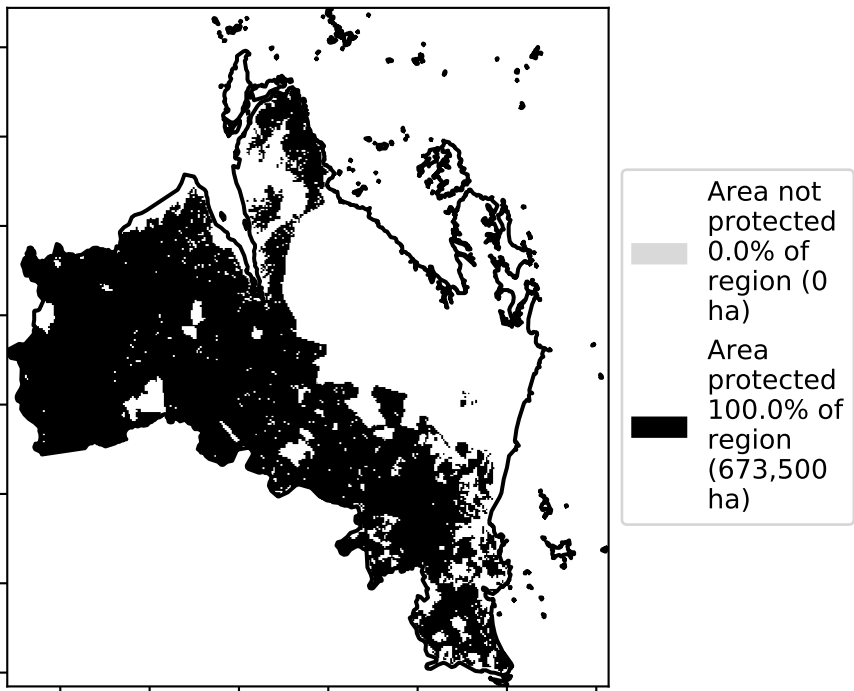 Area not
protected
0.0% of
region (0
ha)
Area
protected
100.0% of
region
(673,500
ha)